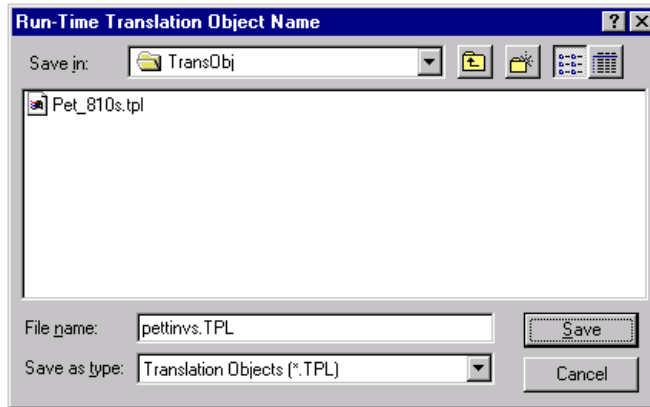 Run-Time Translation Object Name
Save in: TransObj
Pet_810s.tpl
File name: pettinvs.TPL Save
Save as type: Translation Objects (*.TPL) Cancel